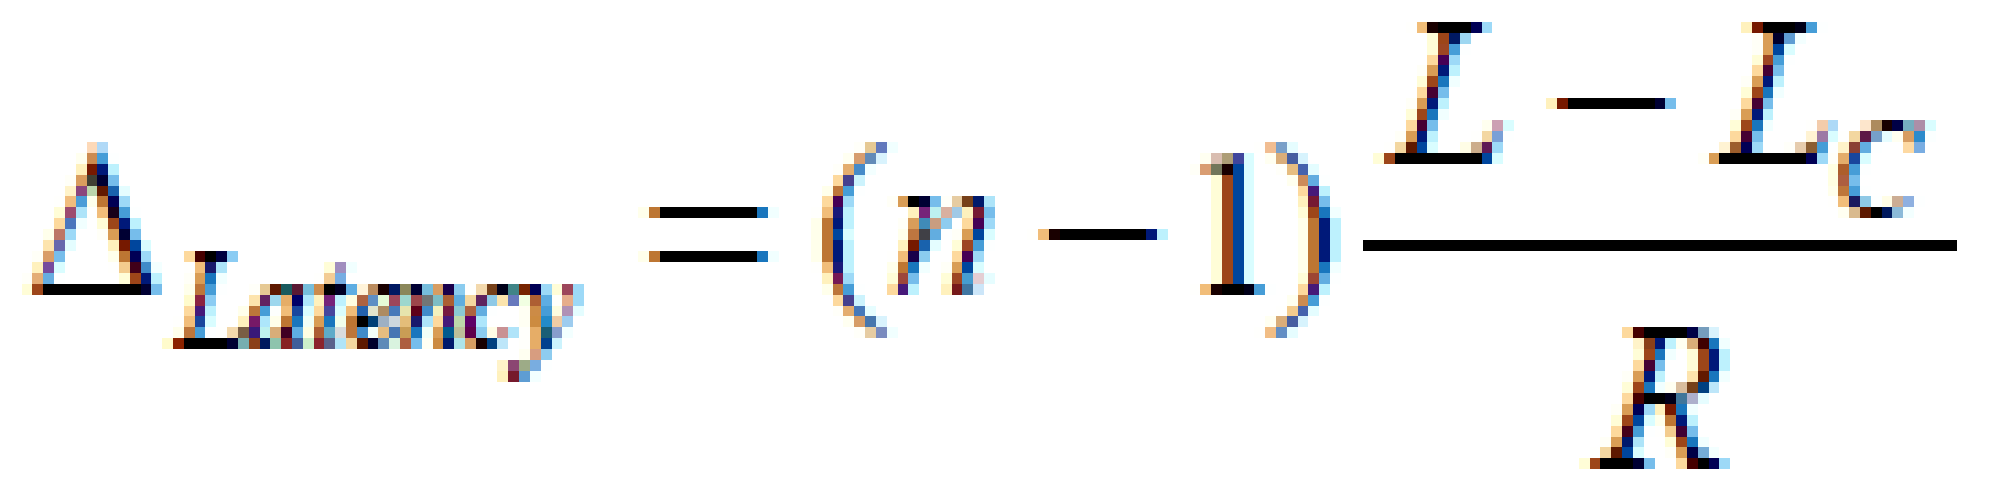 Δ_Latency = (n − 1) (L − L_C) / R